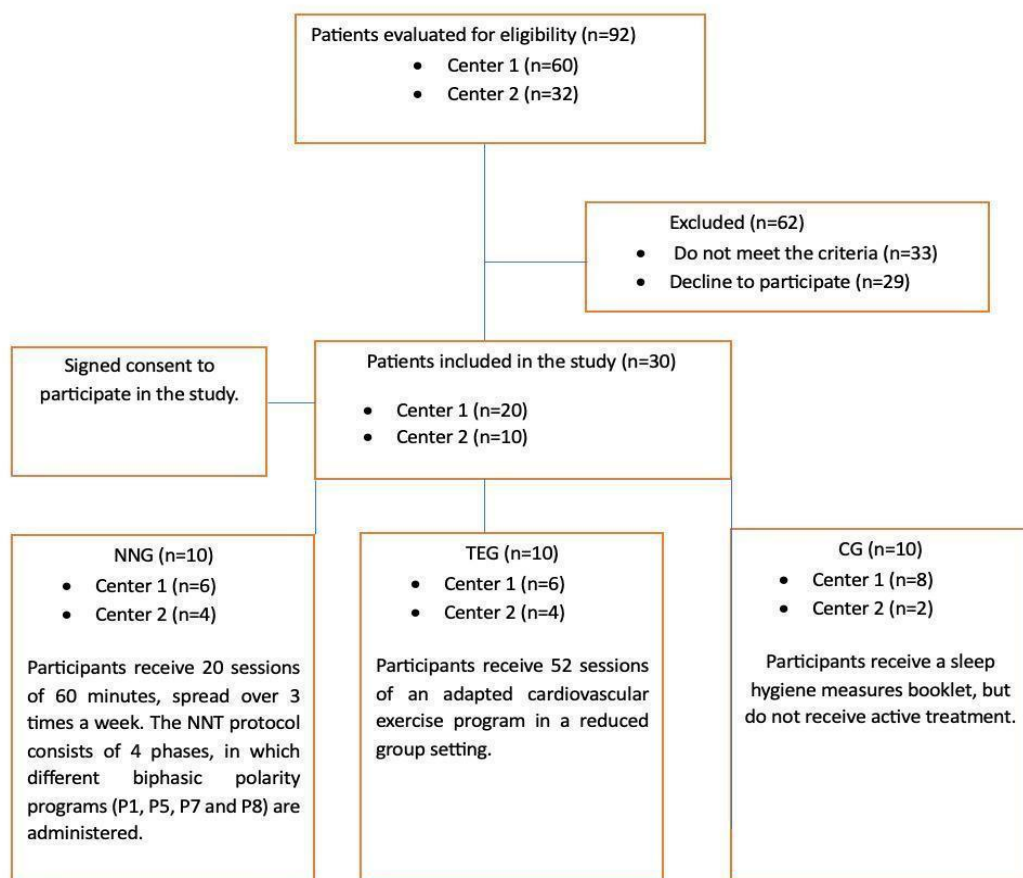 Patients evaluated for eligibility (n=92)
• Center 1 (n=60)
• Center 2 (n=32)
Excluded (n=62)
• Do not meet the criteria (n=33)
• Decline to participate (n=29)
Signed consent to
participate in the study.
Patients included in the study (n=30)
• Center 1 (n=20)
• Center 2 (n=10)
NNG (n=10)
• Center 1 (n=6)
• Center 2 (n=4)
Participants receive 20 sessions
of 60 minutes, spread over 3
times a week. The NNT protocol
consists of 4 phases, in which
different biphasic polarity
programs (P1, P5, P7 and P8) are
administered.
TEG (n=10)
• Center 1 (n=6)
• Center 2 (n=4)
Participants receive 52 sessions
of an adapted cardiovascular
exercise program in a reduced
group setting.
CG (n=10)
• Center 1 (n=8)
• Center 2 (n=2)
Participants receive a sleep
hygiene measures booklet, but
do not receive active treatment.